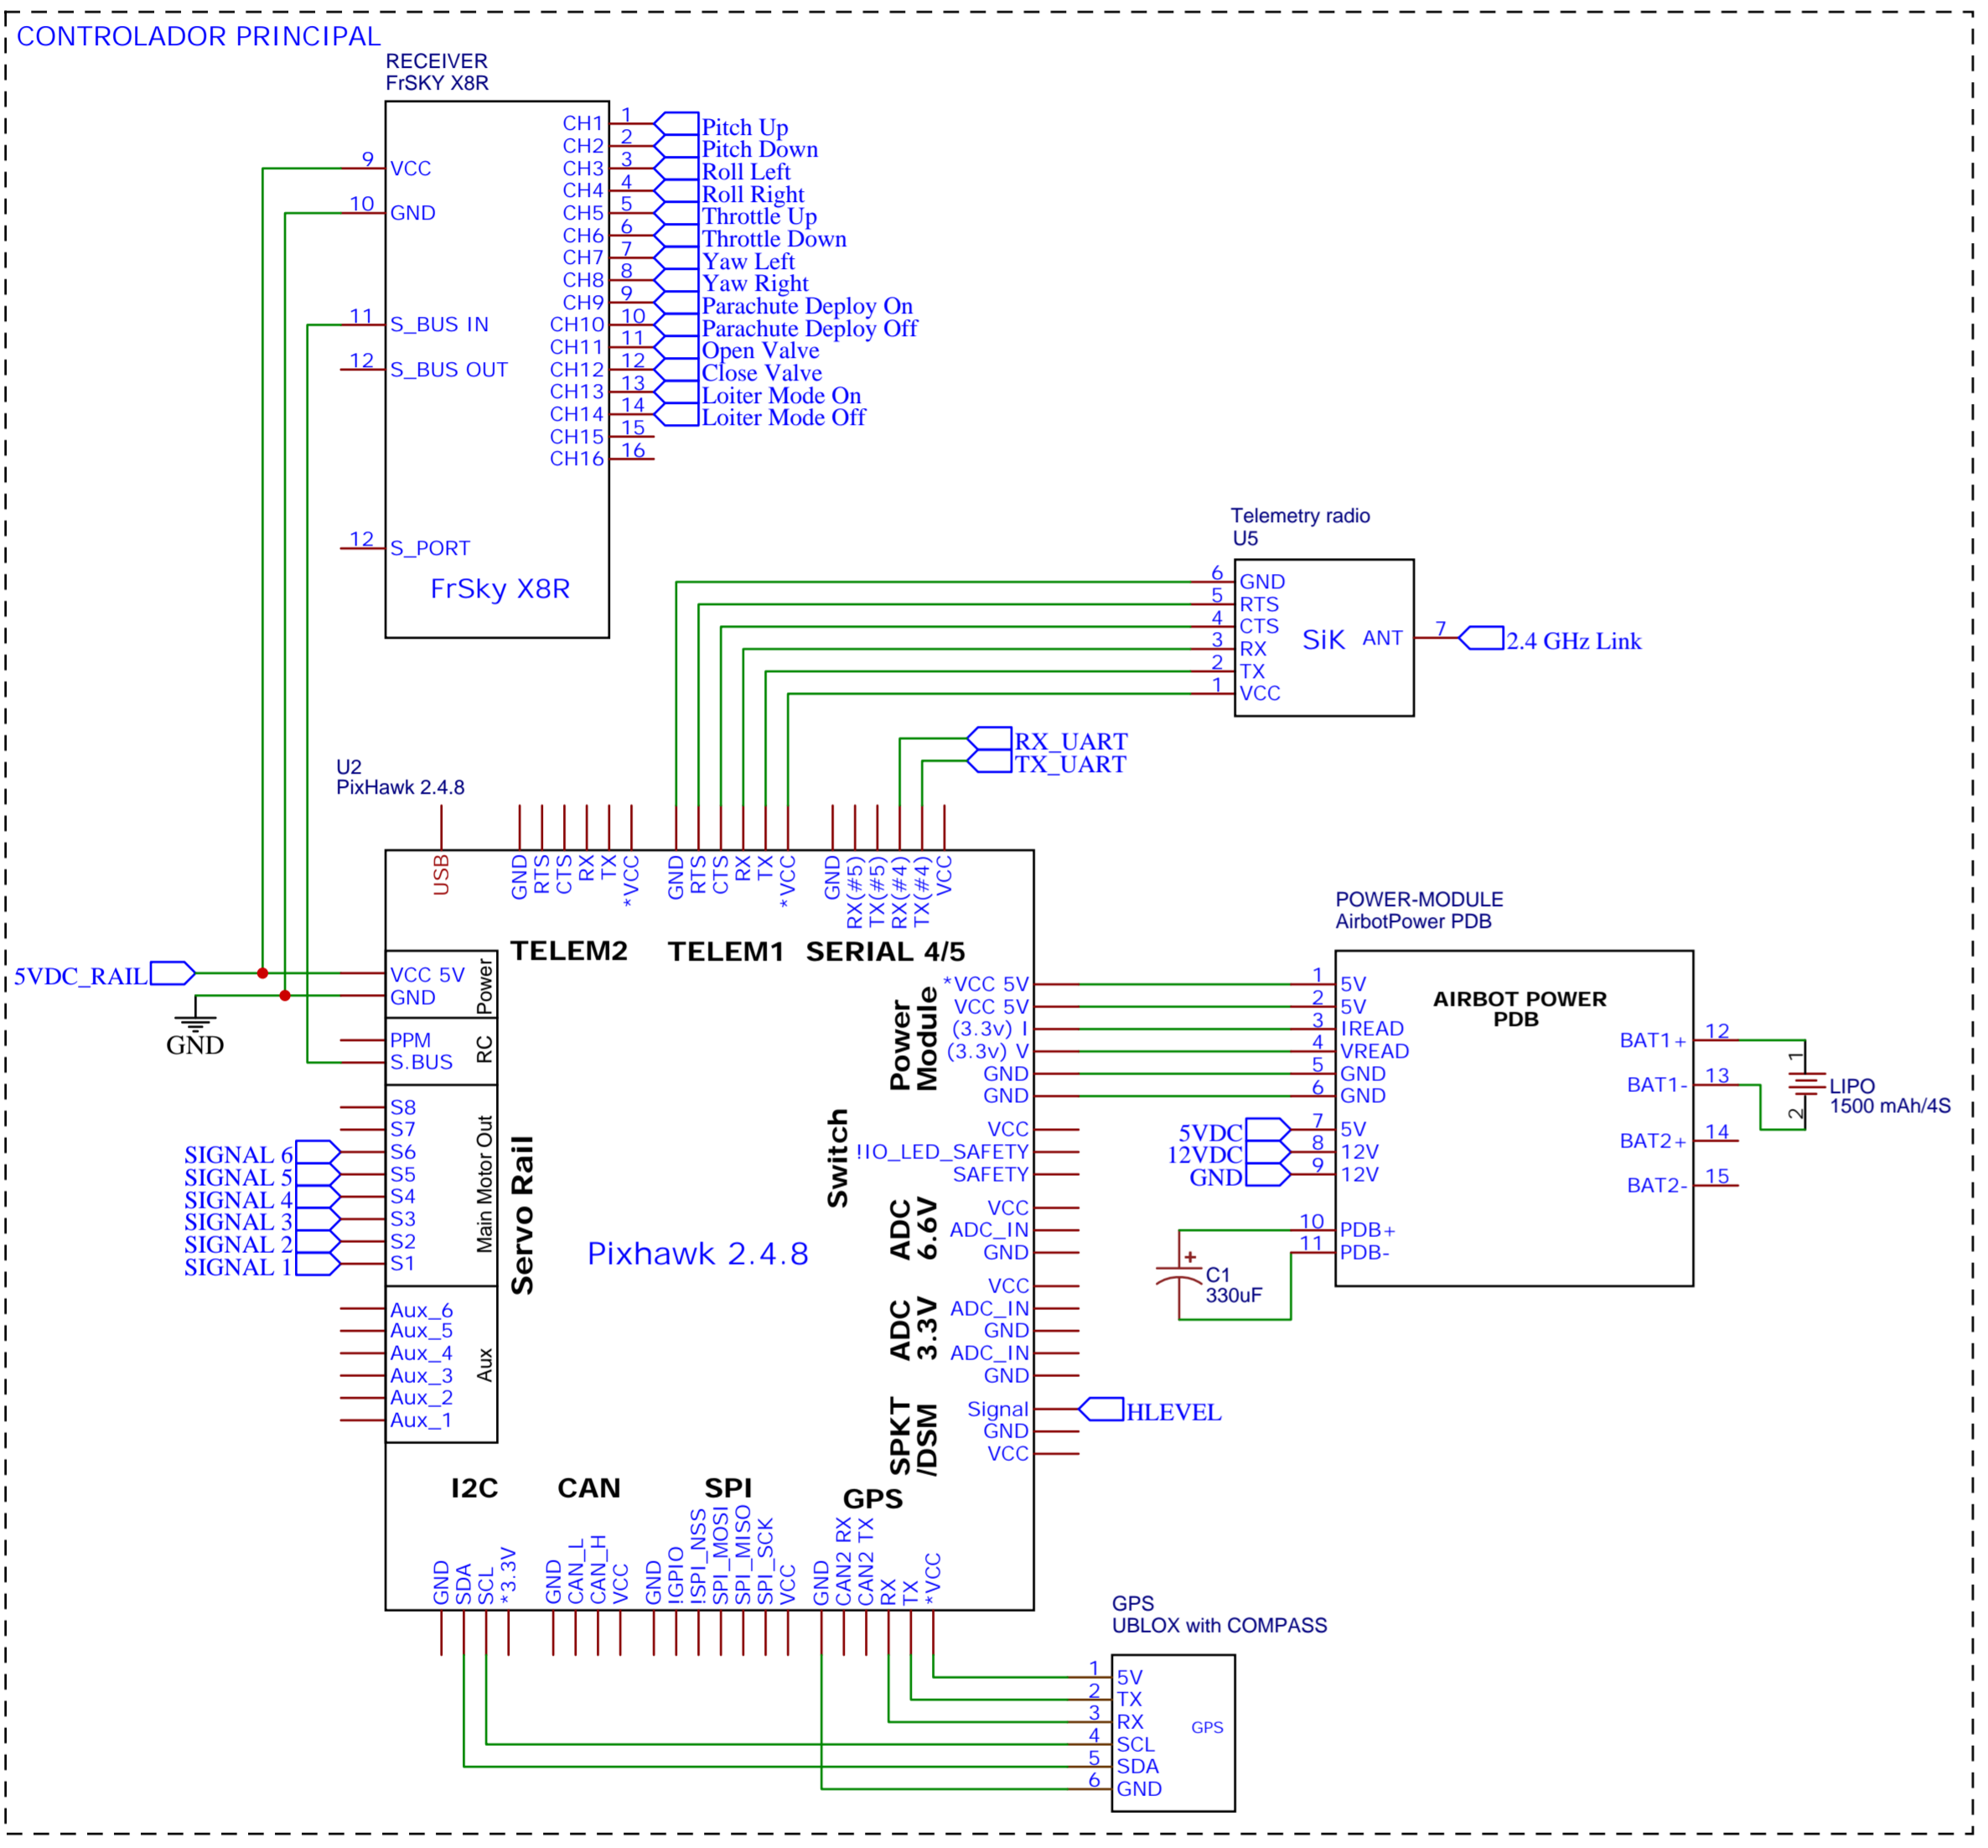 CONTROLADOR PRINCIPAL
RECEIVER
FrSKY X8R
9 VCC
10 GND
11 S_BUS IN
12 S_BUS OUT
12 S_PORT
FrSky X8R
CH1 1 Pitch Up
CH2 2 Pitch Down
CH3 3 Roll Left
CH4 4 Roll Right
CH5 5 Throttle Up
CH6 6 Throttle Down
CH7 7 Yaw Left
CH8 8 Yaw Right
CH9 9 Parachute Deploy On
CH10 10 Parachute Deploy Off
CH11 11 Open Valve
CH12 12 Close Valve
CH13 13 Loiter Mode On
CH14 14 Loiter Mode Off
CH15 15
CH16 16
Telemetry radio
U5
6 GND
5 RTS
4 CTS
3 RX
2 TX
1 VCC
SiK
ANT 7 2.4 GHz Link
RX_UART
TX_UART
U2
PixHawk 2.4.8
USB
GND
RTS
CTS
RX
TX
*VCC
TELEM2
GND
RTS
CTS
RX
TX
*VCC
TELEM1
GND
RX(#5)
TX(#5)
RX(#4)
TX(#4)
VCC
SERIAL 4/5
5VDC_RAIL
GND
VCC 5V
GND
Power
PPM
S.BUS
RC
S8
S7
SIGNAL 6 S6
SIGNAL 5 S5
SIGNAL 4 S4
SIGNAL 3 S3
SIGNAL 2 S2
SIGNAL 1 S1
Main Motor Out
Servo Rail
Aux_6
Aux_5
Aux_4
Aux_3
Aux_2
Aux_1
Aux
Pixhawk 2.4.8
Power
Module
*VCC 5V
VCC 5V
(3.3v) I
(3.3v) V
GND
GND
Switch
VCC
!IO_LED_SAFETY
SAFETY
ADC
6.6V
VCC
ADC_IN
GND
ADC
3.3V
VCC
ADC_IN
GND
ADC_IN
GND
SPKT
/DSM
Signal
GND
VCC
HLEVEL
I2C
GND
SDA
SCL
*3.3V
CAN
GND
CAN_L
CAN_H
VCC
SPI
GND
!GPIO
!SPI_NSS
SPI_MOSI
SPI_MISO
SPI_SCK
VCC
GPS
GND
CAN2 RX
CAN2 TX
RX
TX
*VCC
POWER-MODULE
AirbotPower PDB
AIRBOT POWER
PDB
1 5V
2 5V
3 IREAD
4 VREAD
5 GND
6 GND
5VDC 7 5V
12VDC 8 12V
GND 9 12V
10 PDB+
11 PDB-
C1
330uF
+
BAT1+ 12
BAT1- 13
BAT2+ 14
BAT2- 15
1
2
LIPO
1500 mAh/4S
GPS
UBLOX with COMPASS
1 5V
2 TX
3 RX
4 SCL
5 SDA
6 GND
GPS